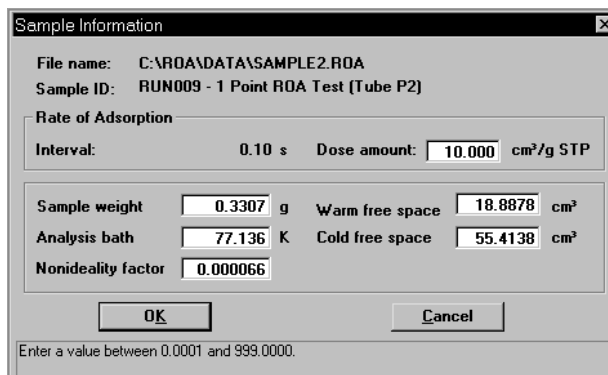 Sample Information
File name: C:\ROA\DATA\SAMPLE2.ROA
Sample ID: RUN009 - 1 Point ROA Test (Tube P2)
Rate of Adsorption
Interval: 0.10 s Dose amount: 10.000 cm³/g STP
Sample weight 0.3307 g Warm free space 18.8878 cm³
Analysis bath 77.136 K Cold free space 55.4138 cm³
Nonideality factor 0.000066
OK Cancel
Enter a value between 0.0001 and 999.0000.